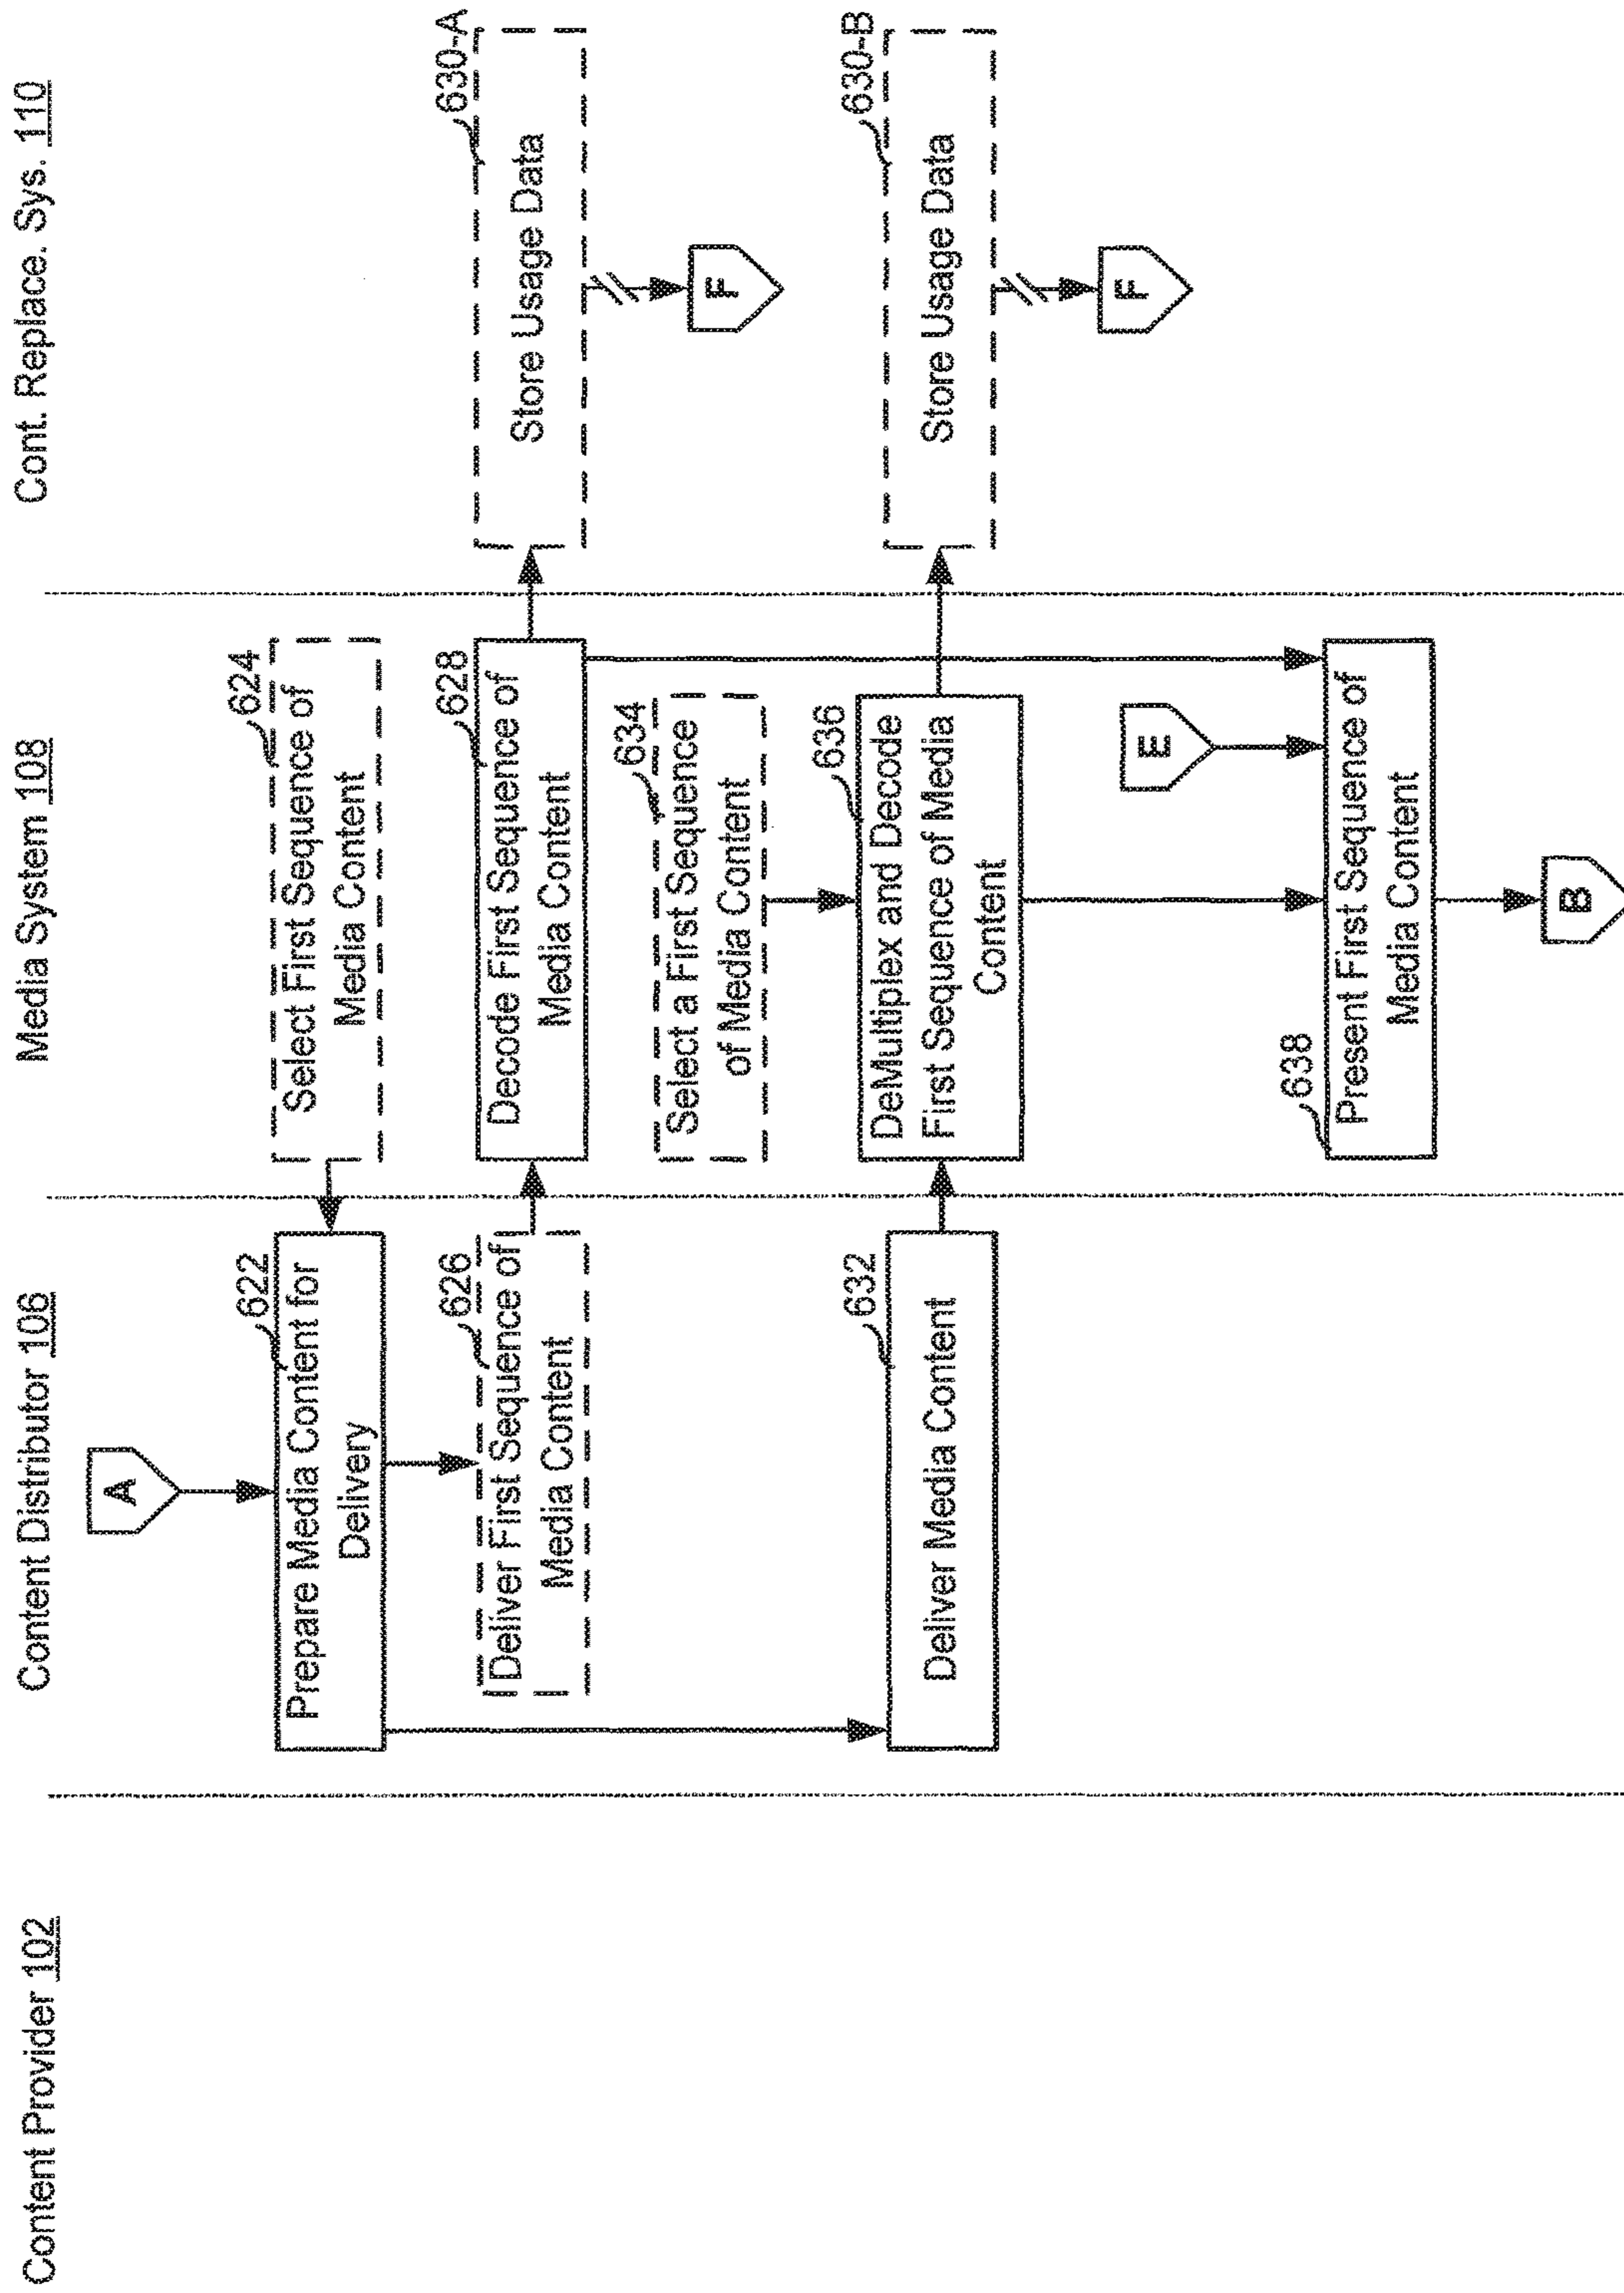 Content Provider 102
Content Distributor 106
Media System 108
Cont. Replace. Sys. 110
A
622
Prepare Media Content for
Delivery
624
Select First Sequence of
Media Content
626
Deliver First Sequence of
Media Content
628
Decode First Sequence of
Media Content
630-A
Store Usage Data
F
634
Select a First Sequence
of Media Content
632
Deliver Media Content
636
DeMultiplex and Decode
First Sequence of Media
Content
630-B
Store Usage Data
F
E
638
Present First Sequence of
Media Content
B